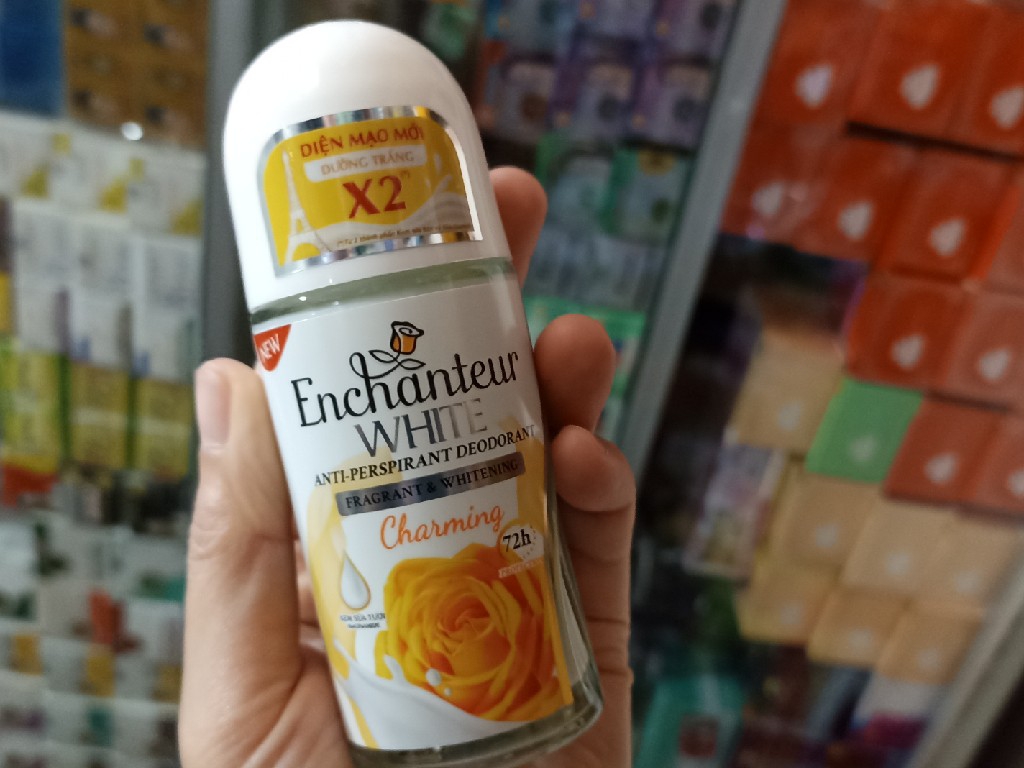 DIỆN MẠO MỚI
DƯỠNG TRẮNG
X2
NEW
Enchanteur
WHITE
ANTI-PERSPIRANT DEODORANT
FRAGRANT & WHITENING
Charming
72h